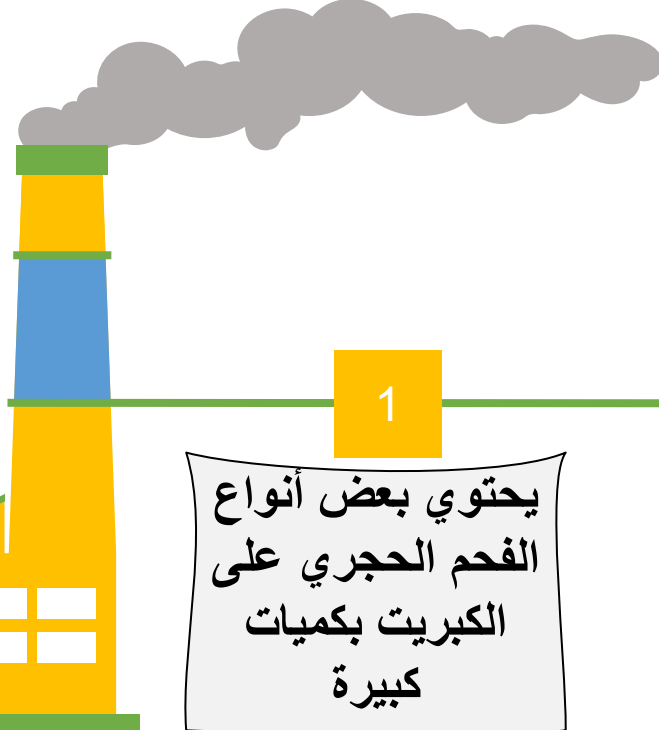 1
يحتوي بعض أنواع
الفحم الحجري على
الكبريت بكميات
كبيرة